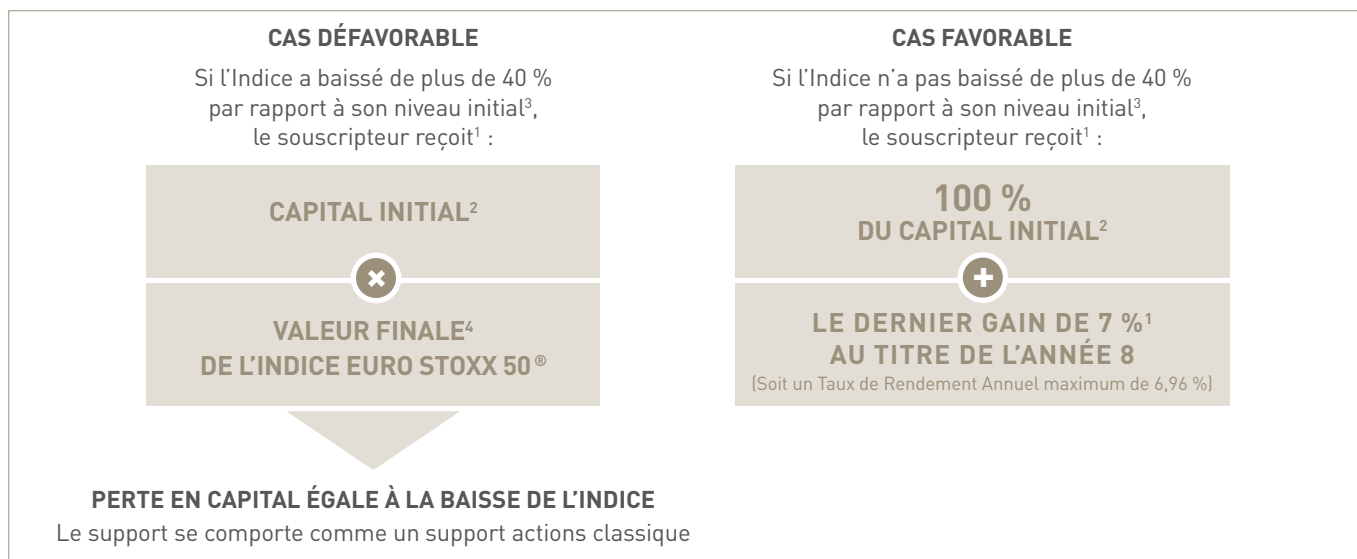 CAS DÉFAVORABLE
Si l’Indice a baissé de plus de 40 %
par rapport à son niveau initial³,
le souscripteur reçoit¹ :
CAPITAL INITIAL²
×
VALEUR FINALE⁴
DE L’INDICE EURO STOXX 50®
PERTE EN CAPITAL ÉGALE À LA BAISSE DE L’INDICE
Le support se comporte comme un support actions classique
CAS FAVORABLE
Si l’Indice n’a pas baissé de plus de 40 %
par rapport à son niveau initial³,
le souscripteur reçoit¹ :
100 %
DU CAPITAL INITIAL²
+
LE DERNIER GAIN DE 7 %¹
AU TITRE DE L’ANNÉE 8
(Soit un Taux de Rendement Annuel maximum de 6,96 %)